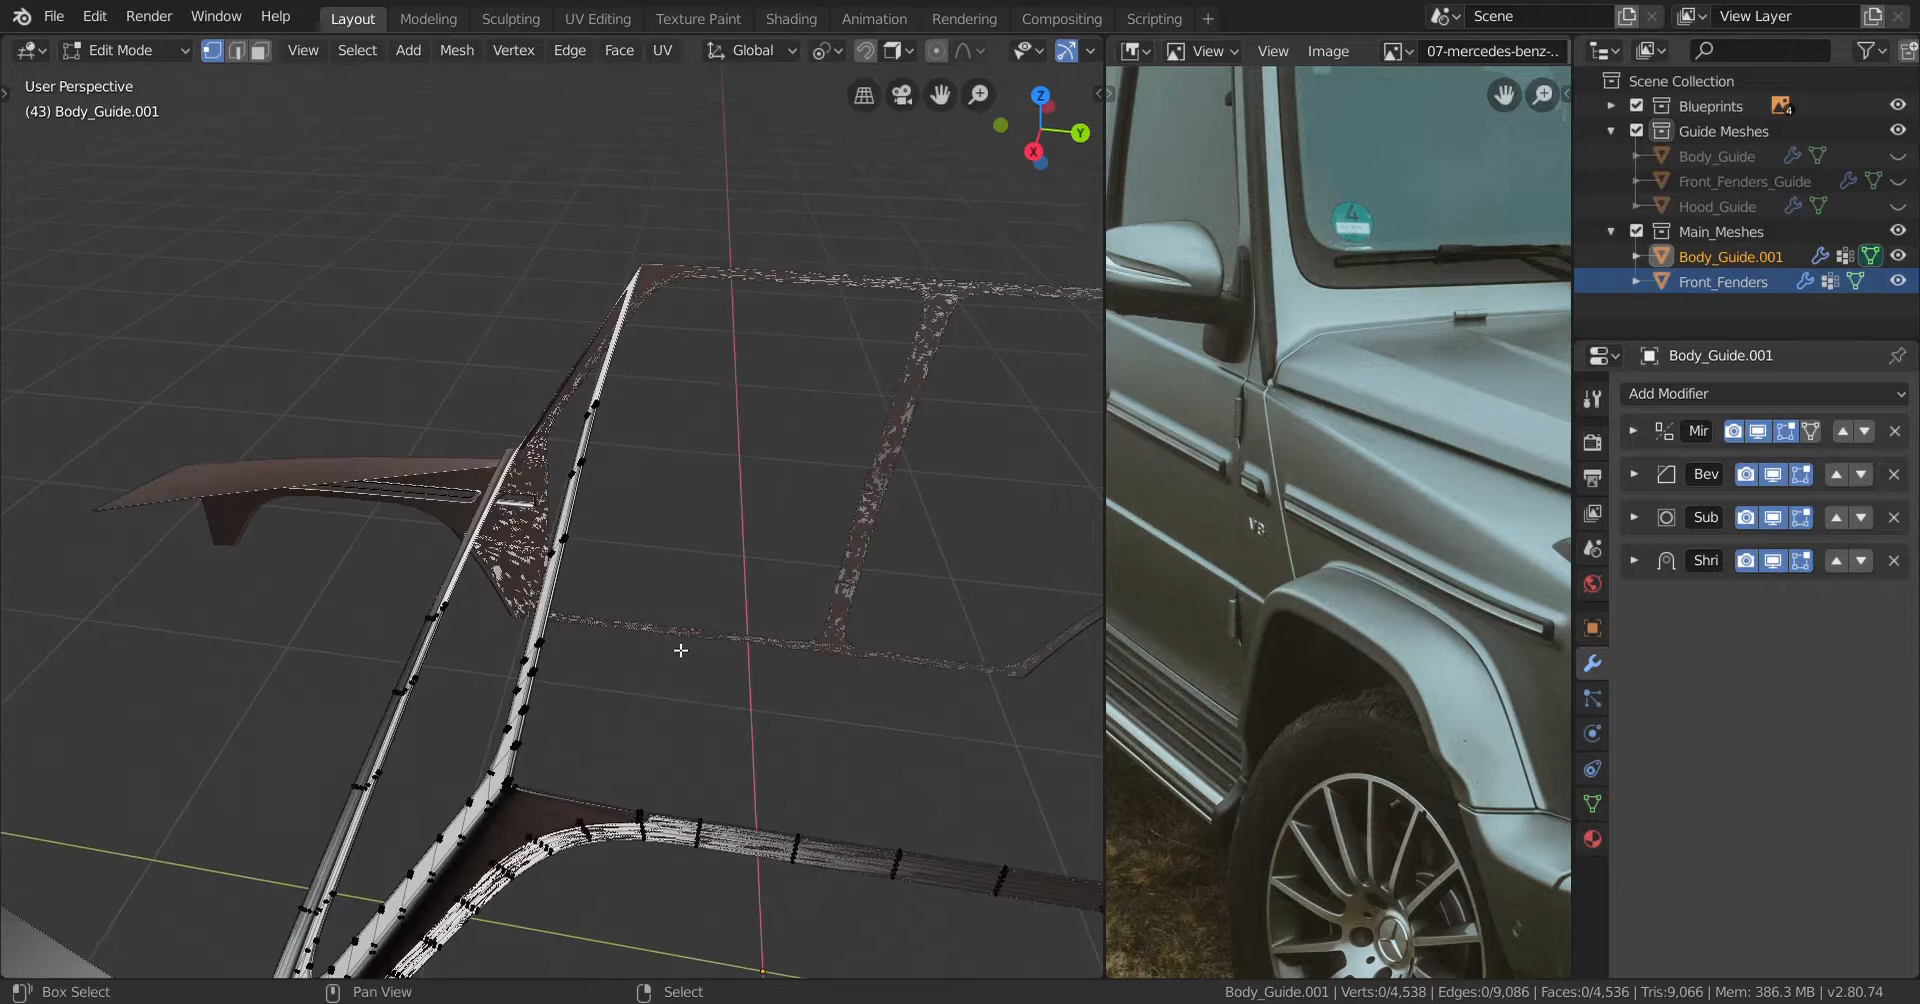 File Edit Render Window Help Layout Modeling Sculpting UV Editing Texture Paint Shading Animation Rendering Compositing Scripting + Scene View Layer
Edit Mode View Select Add Mesh Vertex Edge Face UV Global View View Image 07-mercedes-benz-..
User Perspective
(43) Body_Guide.001
Z
Y
X
4
V8
Scene Collection
Blueprints 4
Guide Meshes
Body_Guide
Front_Fenders_Guide
Hood_Guide
Main_Meshes
Body_Guide.001
Front_Fenders
Body_Guide.001
Add Modifier
Mir
Bev
Sub
Shri
Box Select Pan View Select Body_Guide.001 | Verts:0/4,538 | Edges:0/9,086 | Faces:0/4,536 | Tris:9,066 | Mem: 386.3 MB | v2.80.74